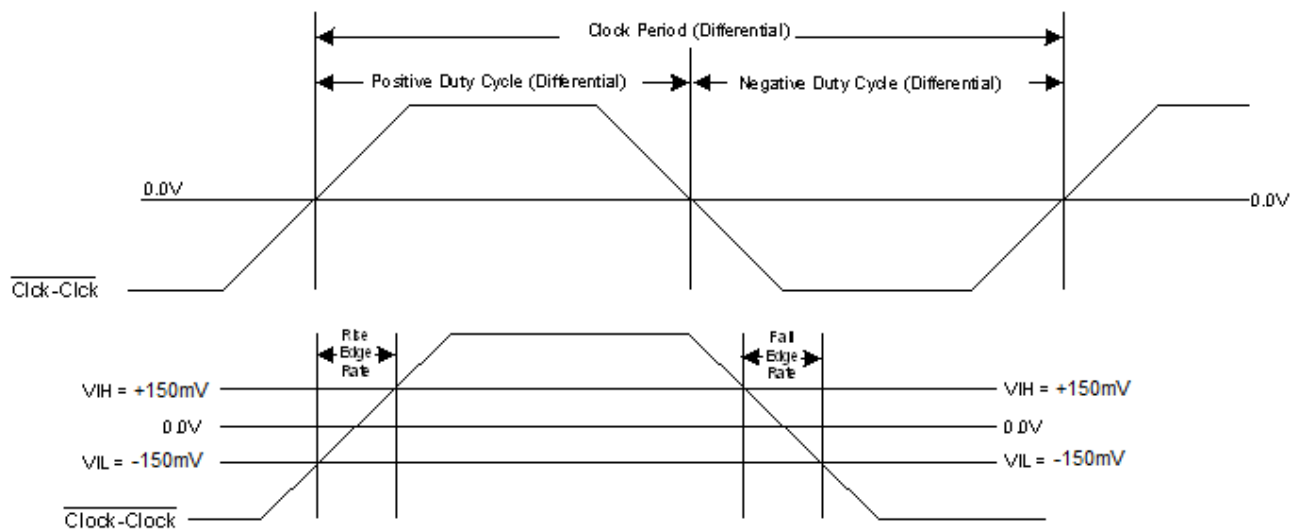 Clock Period (Differential)
Positive Duty Cycle (Differential)
Negative Duty Cycle (Differential)
0.0V
0.0V
Clck-Clck
Rise
Edge
Rate
Fall
Edge
Rate
VIH = +150mV
VIH = +150mV
0.0V
0.0V
VIL = -150mV
VIL = -150mV
Clock-Clock